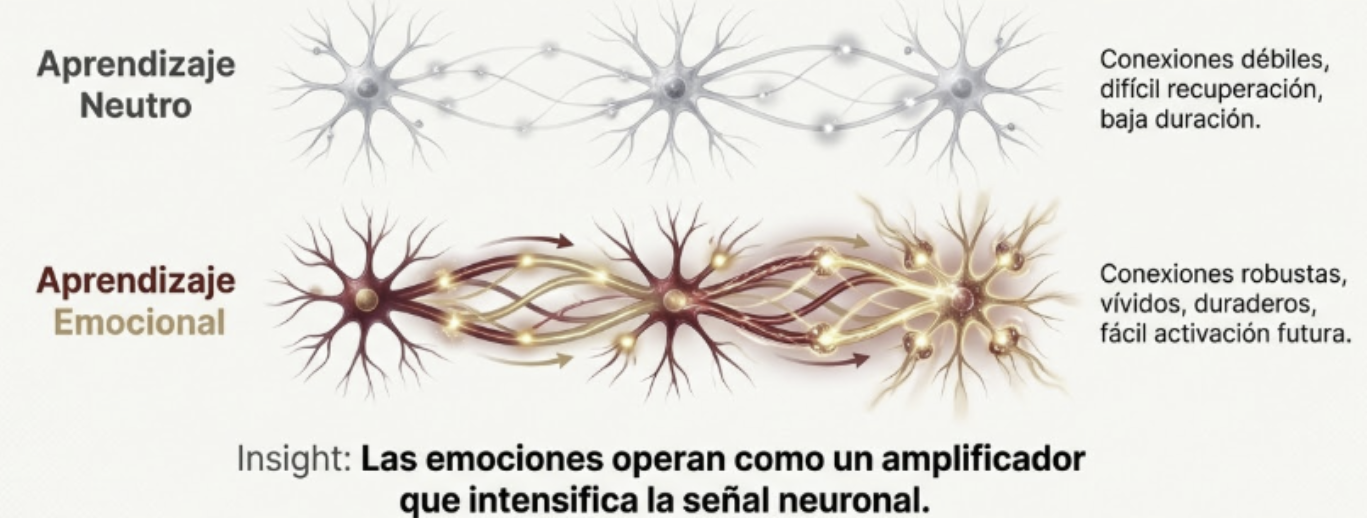 Aprendizaje
Neutro
Conexiones débiles,
difícil recuperación,
baja duración.
Aprendizaje
Emocional
Conexiones robustas,
vívidos, duraderos,
fácil activación futura.
Insight: Las emociones operan como un amplificador
que intensifica la señal neuronal.